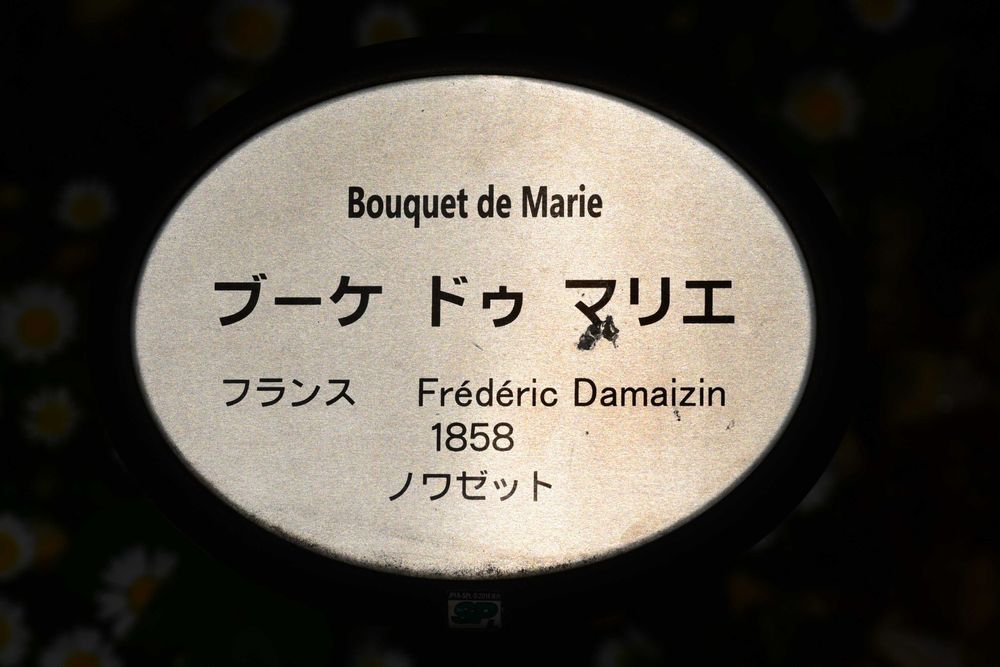 Bouquet de Marie
ブーケ ドゥ マリエ
フランス Frédéric Damaizin
1858
ノワゼット
SPL